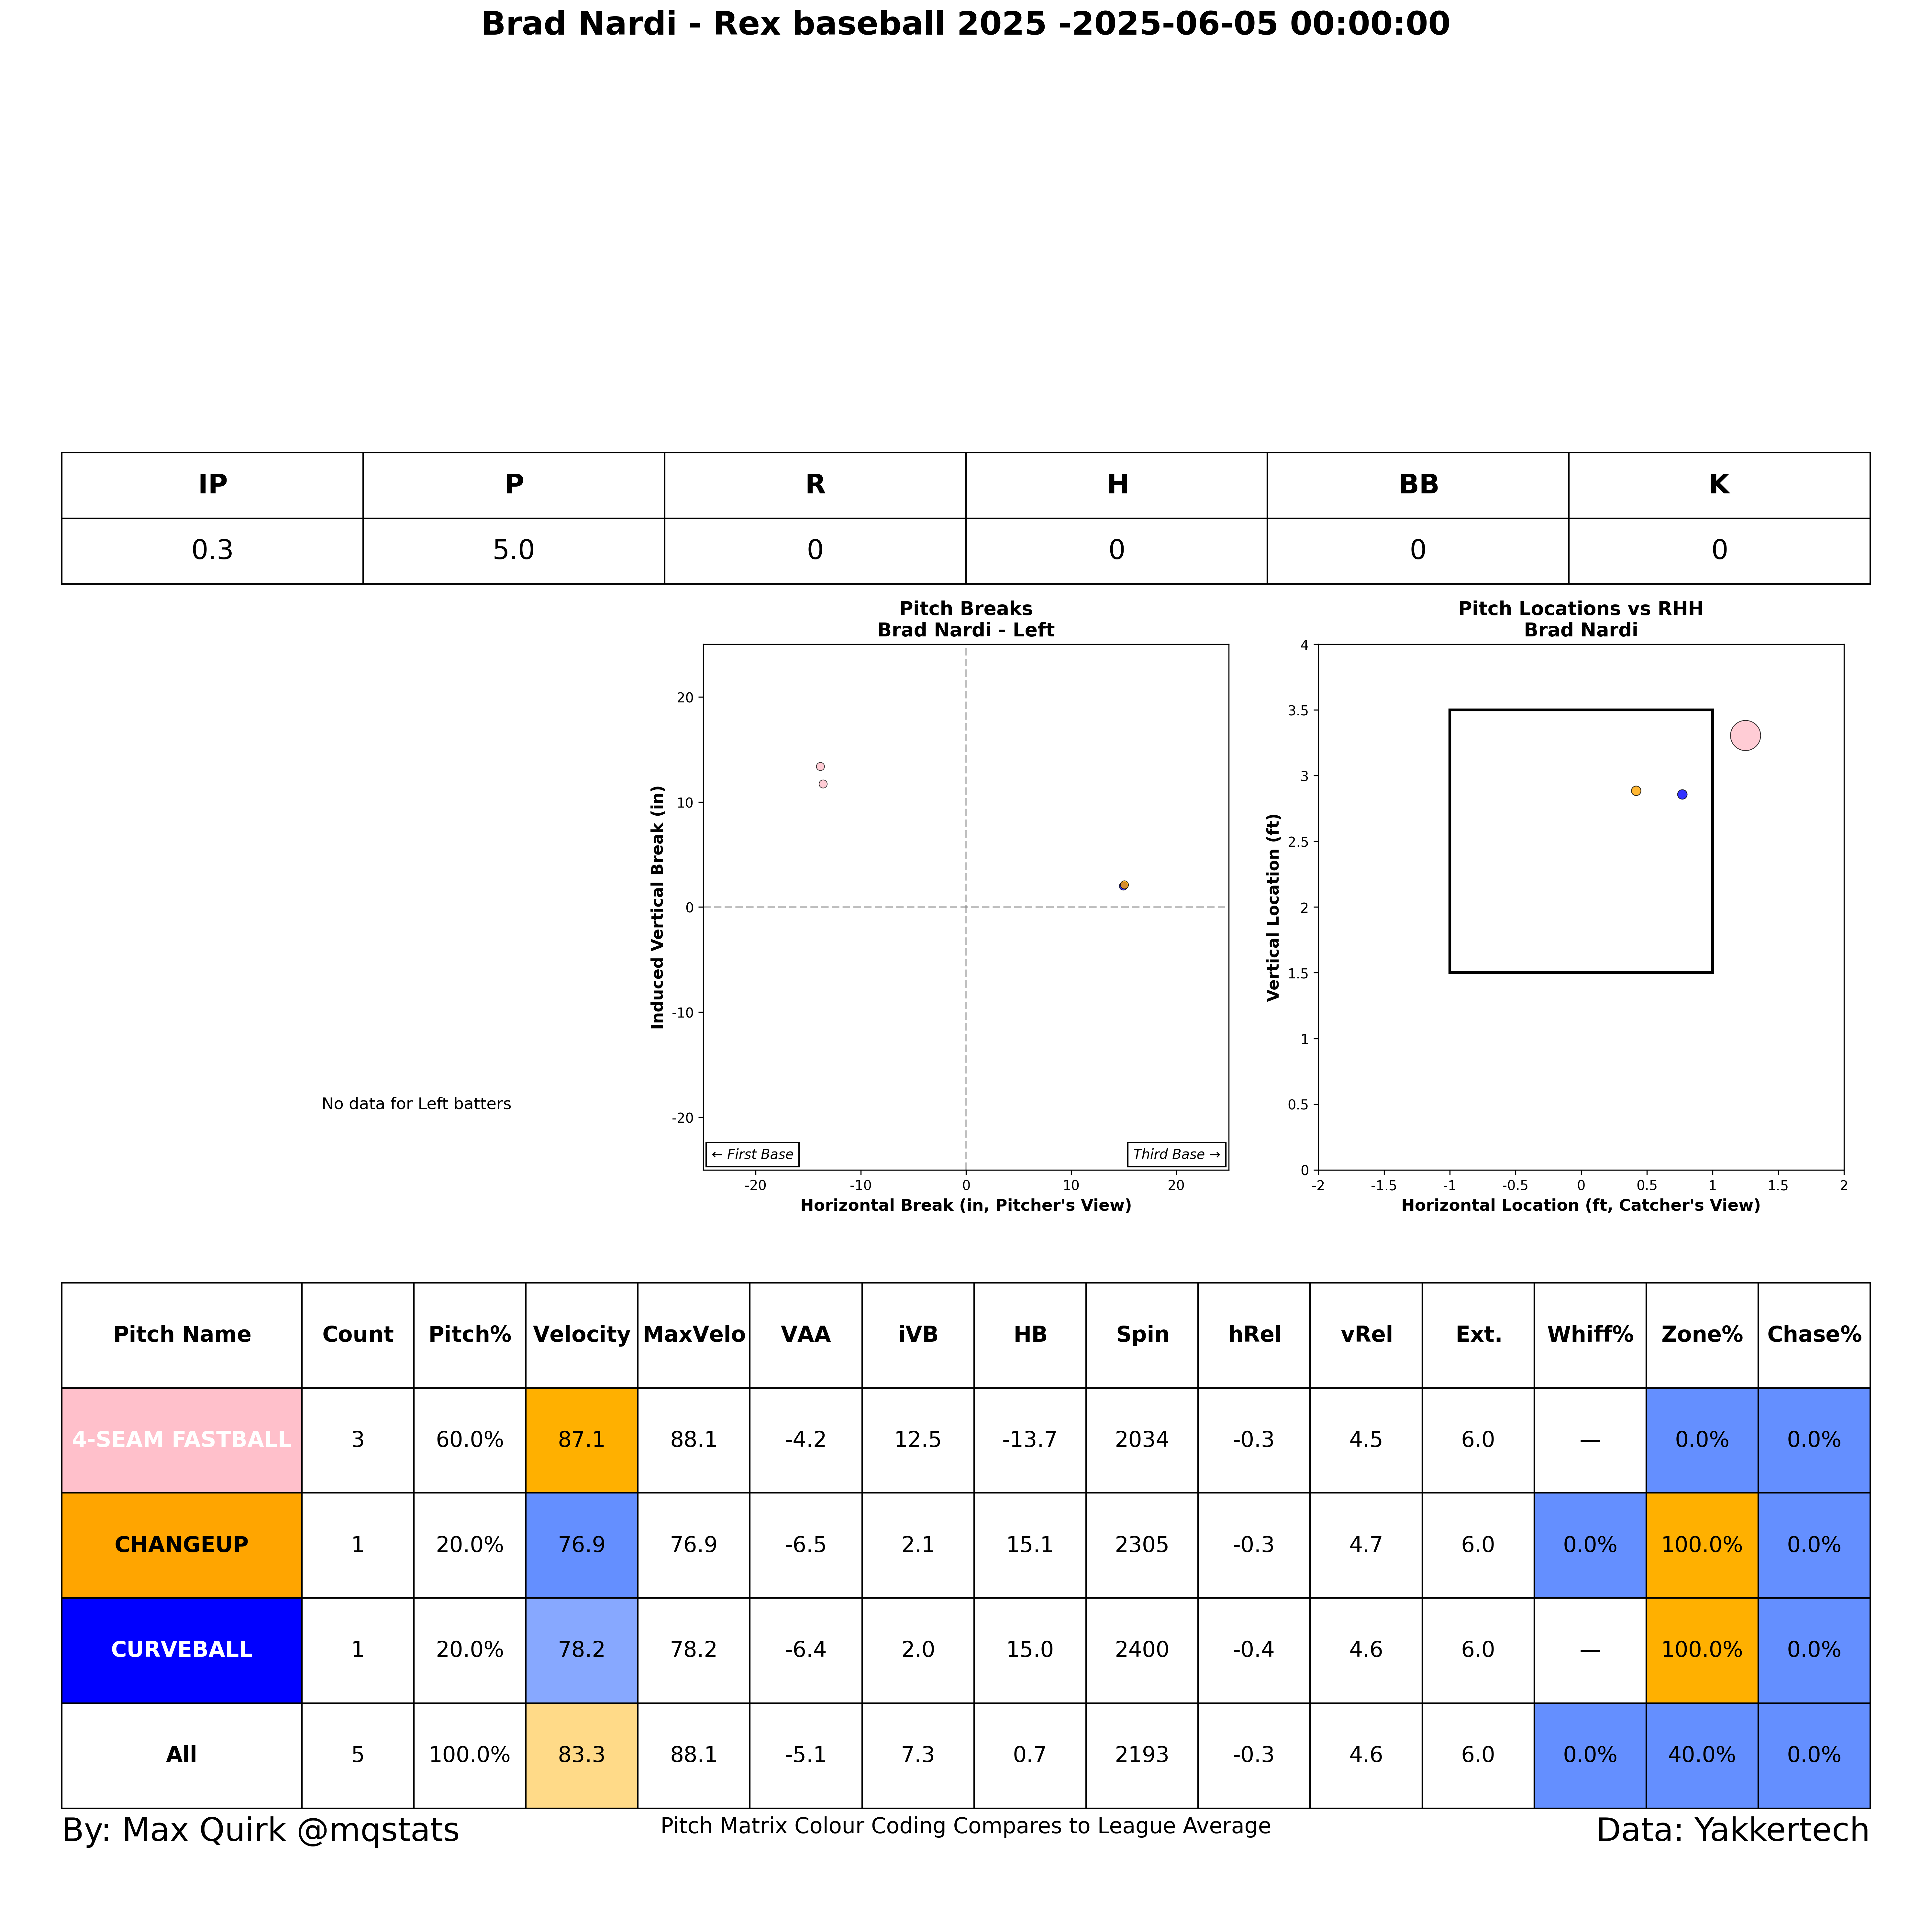 Brad Nardi - Rex baseball 2025 -2025-06-05 00:00:00
IP P R H BB K
0.3 5.0 0 0 0 0
No data for Left batters
Pitch Breaks
Brad Nardi - Left
Induced Vertical Break (in)
20
10
0
-10
-20
← First Base Third Base →
-20 -10 0 10 20
Horizontal Break (in, Pitcher's View)
Pitch Locations vs RHH
Brad Nardi
Vertical Location (ft)
4
3.5
3
2.5
2
1.5
1
0.5
0
-2 -1.5 -1 -0.5 0 0.5 1 1.5 2
Horizontal Location (ft, Catcher's View)
Pitch Name Count Pitch% Velocity MaxVelo VAA iVB HB Spin hRel vRel Ext. Whiff% Zone% Chase%
4-SEAM FASTBALL 3 60.0% 87.1 88.1 -4.2 12.5 -13.7 2034 -0.3 4.5 6.0 — 0.0% 0.0%
CHANGEUP 1 20.0% 76.9 76.9 -6.5 2.1 15.1 2305 -0.3 4.7 6.0 0.0% 100.0% 0.0%
CURVEBALL 1 20.0% 78.2 78.2 -6.4 2.0 15.0 2400 -0.4 4.6 6.0 — 100.0% 0.0%
All 5 100.0% 83.3 88.1 -5.1 7.3 0.7 2193 -0.3 4.6 6.0 0.0% 40.0% 0.0%
By: Max Quirk @mqstats
Pitch Matrix Colour Coding Compares to League Average
Data: Yakkertech